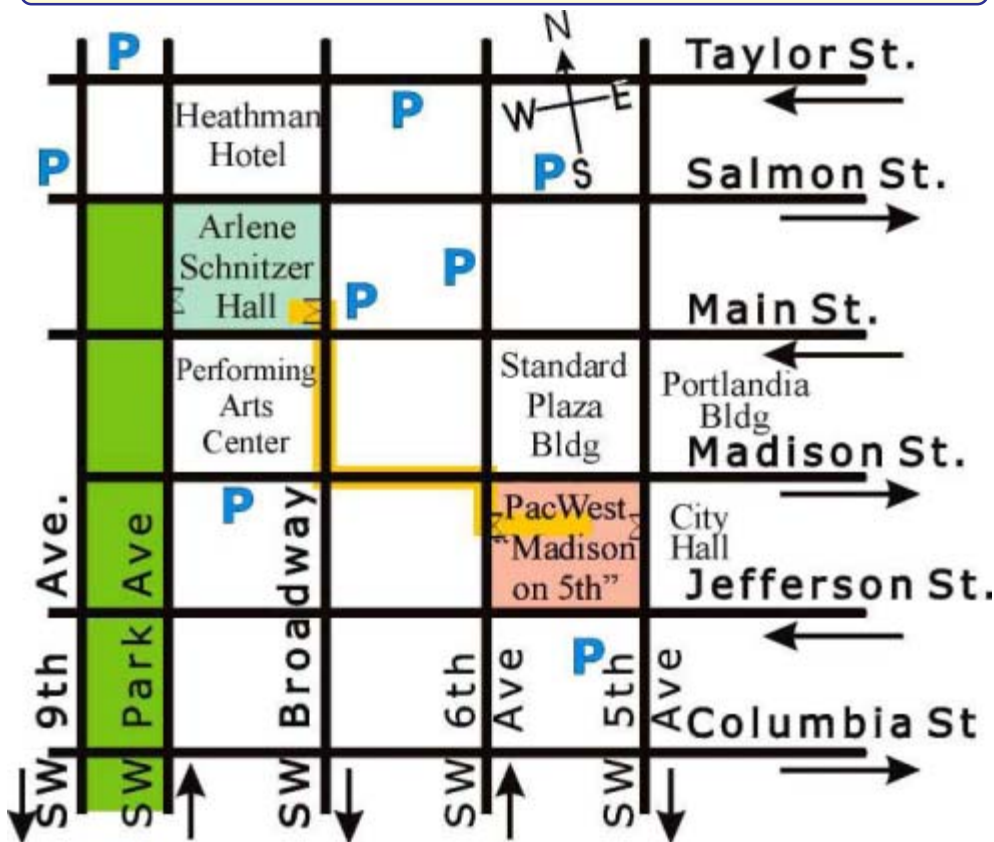 N
P
Taylor St.
W E
Heathman
Hotel
P
P
P S
Salmon St.
Arlene
Schnitzer
Hall
P
P
Main St.
Performing
Arts
Center
Standard
Plaza
Bldg
Portlandia
Bldg
Madison St.
P
PacWest
"Madison
on 5th”
City
Hall
Jefferson St.
P
SW 9th Ave.
SW Park Ave
SW Broadway
SW 6th
Ave
SW 5th
Ave
Columbia St